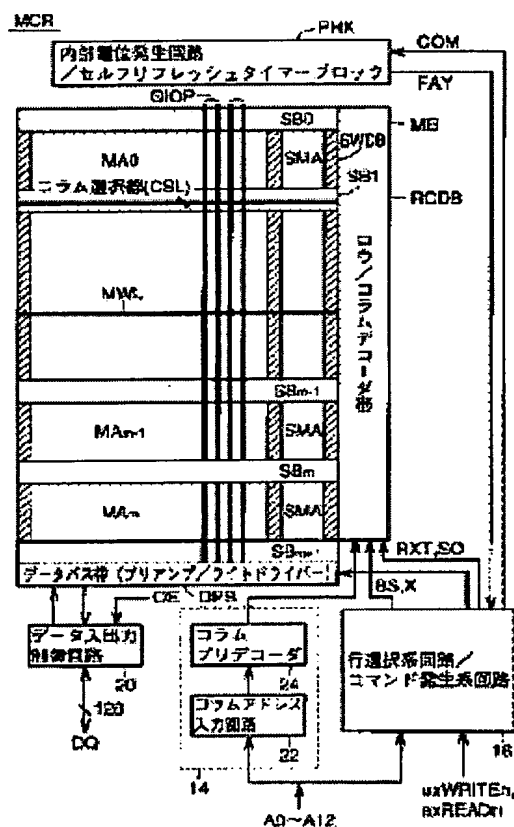 MCR
PHK
COM
内部電位発生回路
／セルフリフレッシュタイマーブロック
FAY
GIOP
SB0
MB
SWDB
MA0
SMA
SB1
コラム選択線(CSL)
RCDB
ロウ／コラムデコーダ帯
SBm-1
MAm-1
SMA
SBm
MAm
SMA
SBm+1
RXT,SO
データバス帯 (プリアンプ／ライトドライバー)
BS,X
データ入出力
制御回路
20
128
DQ
コラム
プリデコーダ
24
コラムアドレス
入力回路
22
14
行選択系回路／
コマンド発生系回路
16
A0〜A12